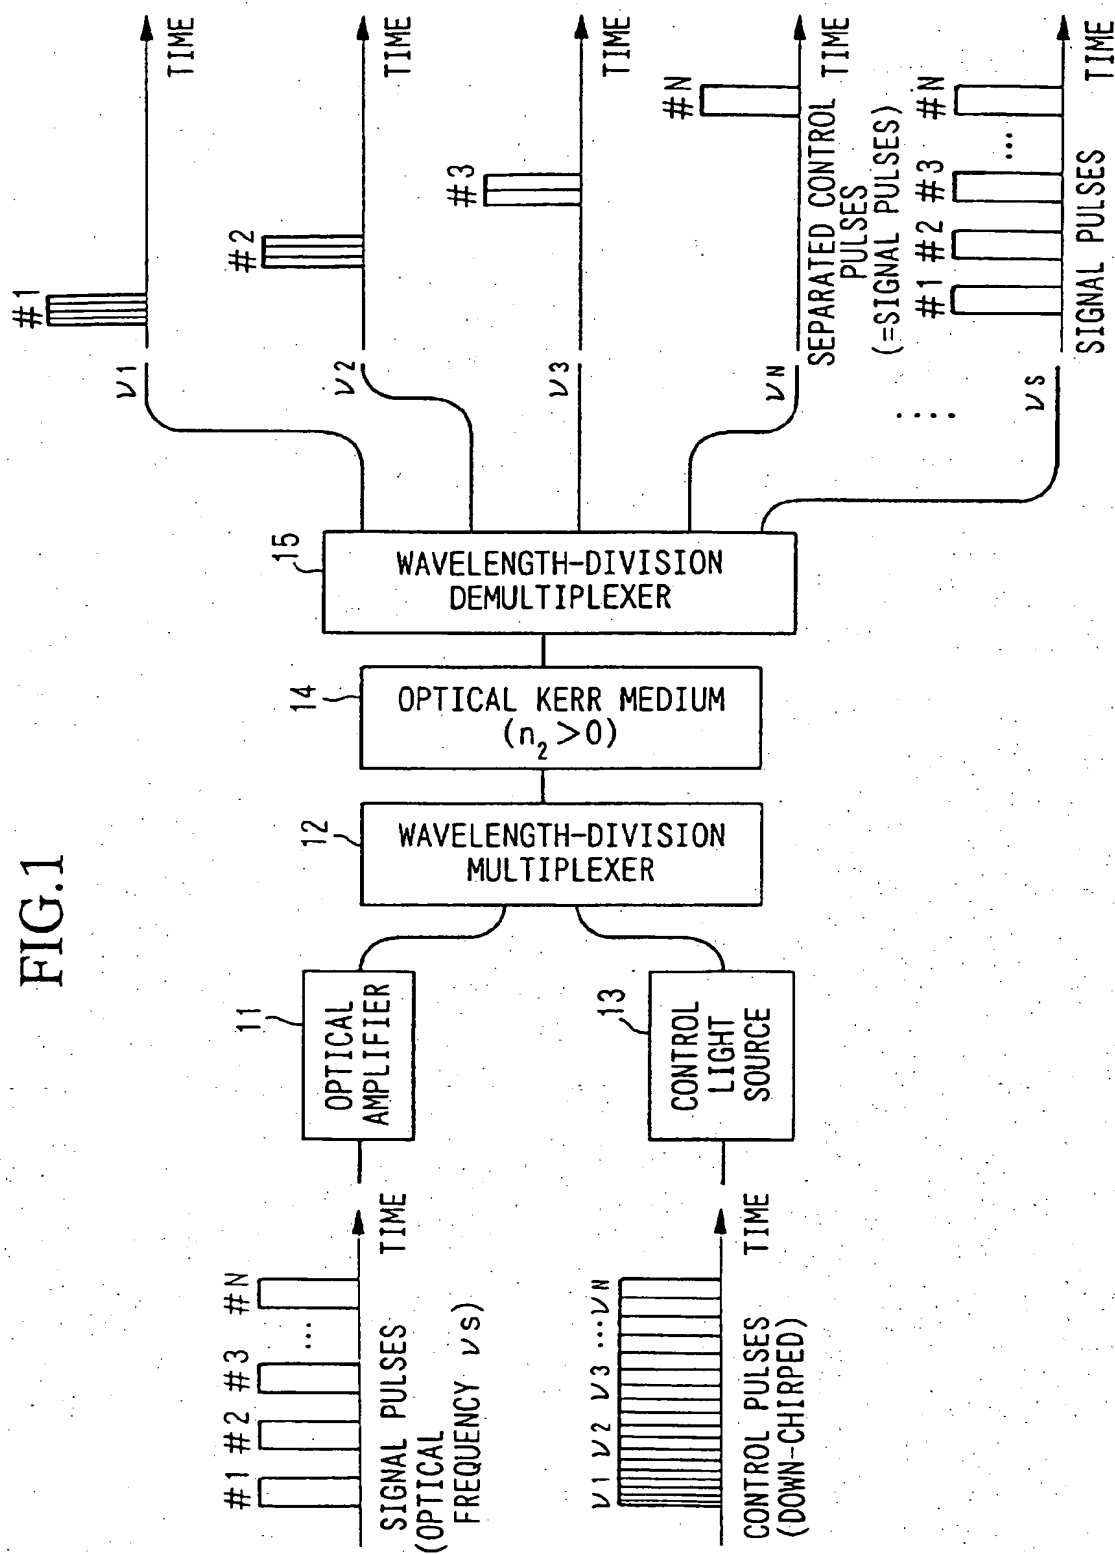 FIG.1
#1 #2 #3 ... #N
TIME
SIGNAL PULSES
(OPTICAL
FREQUENCY νs)
ν1 ν2 ν3 ...νN
TIME
CONTROL PULSES
(DOWN-CHIRPED)
11
OPTICAL
AMPLIFIER
13
CONTROL
LIGHT
SOURCE
12
WAVELENGTH-DIVISION
MULTIPLEXER
14
OPTICAL KERR MEDIUM
(n2>0)
15
WAVELENGTH-DIVISION
DEMULTIPLEXER
ν1
#1
TIME
ν2
#2
TIME
ν3
#3
TIME
νN
#N
TIME
SEPARATED CONTROL
PULSES
(=SIGNAL PULSES)
....
νS
#1 #2 #3 ... #N
TIME
SIGNAL PULSES